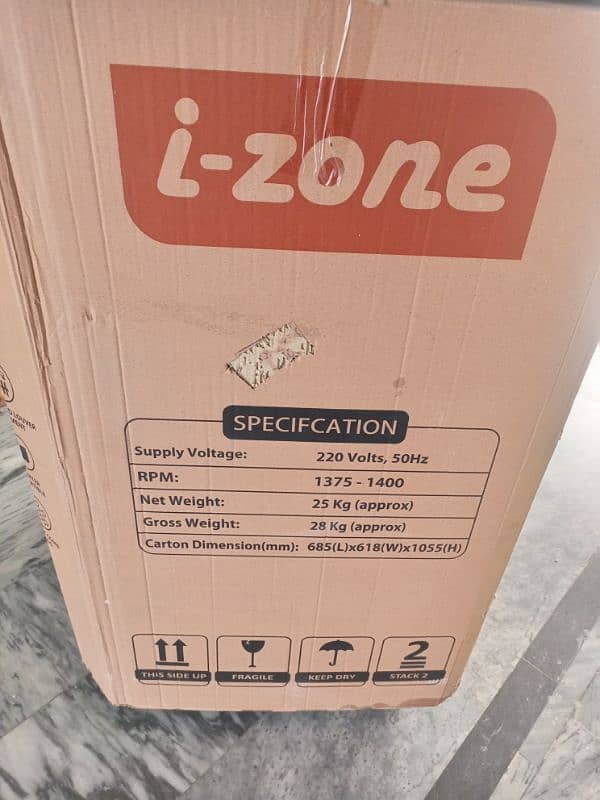 i-zone
SPECIFCATION
Supply Voltage: 220 Volts, 50Hz
RPM: 1375 - 1400
Net Weight: 25 Kg (approx)
Gross Weight: 28 Kg (approx)
Carton Dimension(mm): 685(L)x618(W)x1055(H)
LOUVER
2
THIS SIDE UP
FRAGILE
KEEP DRY
STACK 2